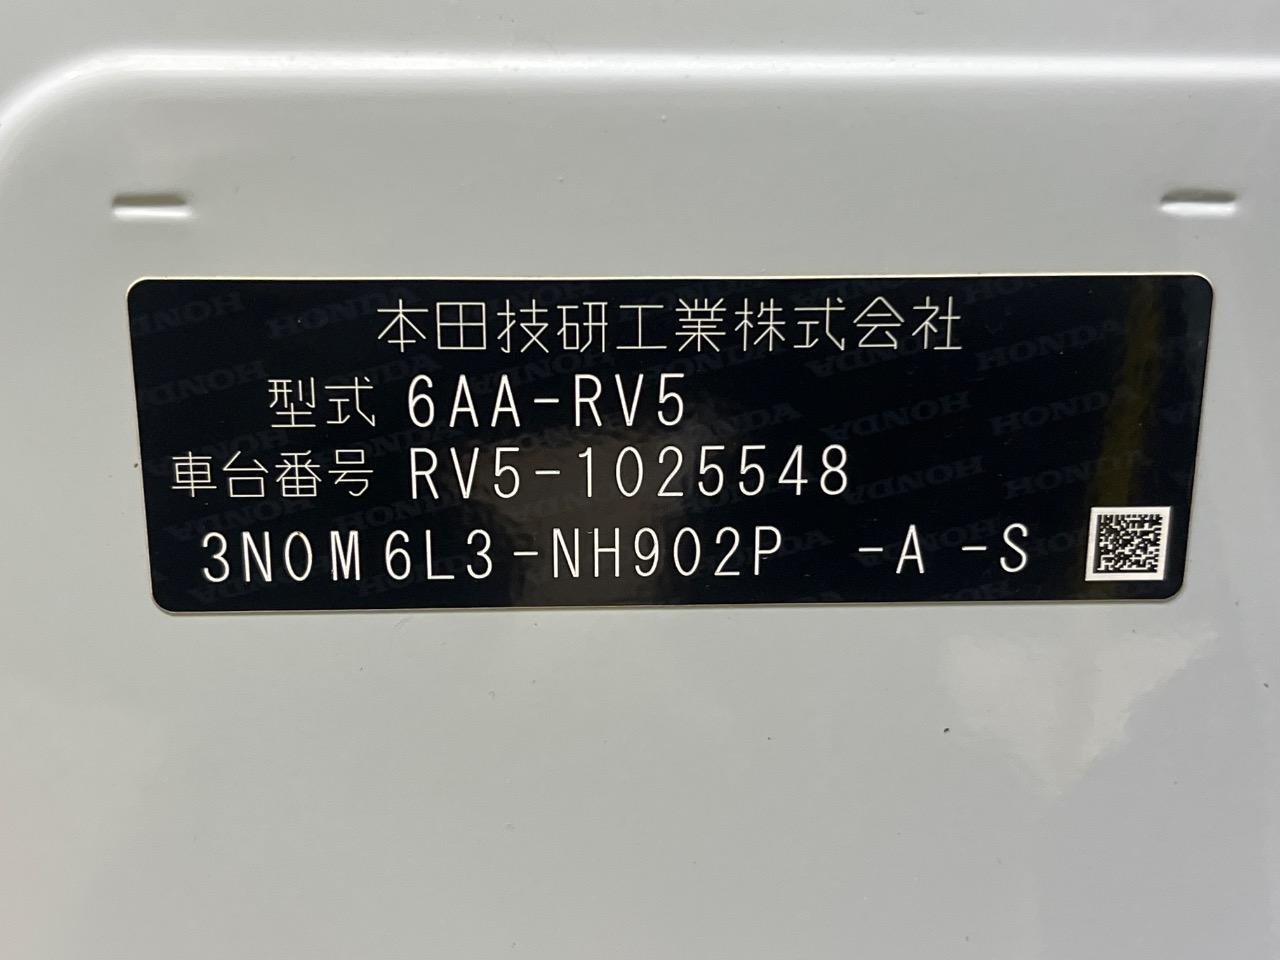 本田技研工業株式会社
型式 6AA-RV5
車台番号 RV5-1025548
3N0M6L3-NH902P -A -S